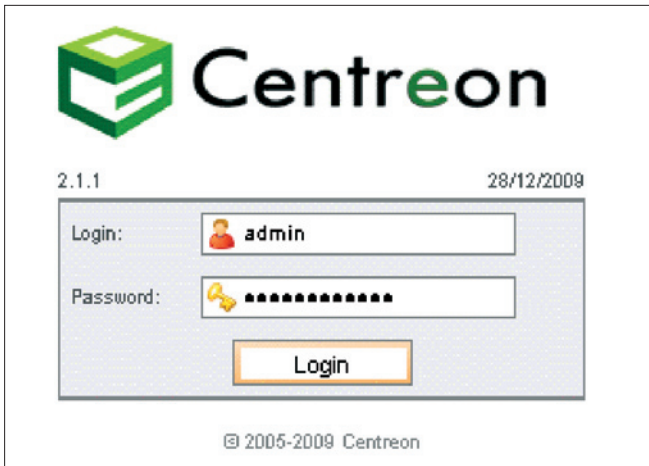 Centreon
2.1.1 28/12/2009
Login: admin
Password: ••••••••••••
Login
© 2005-2009 Centreon